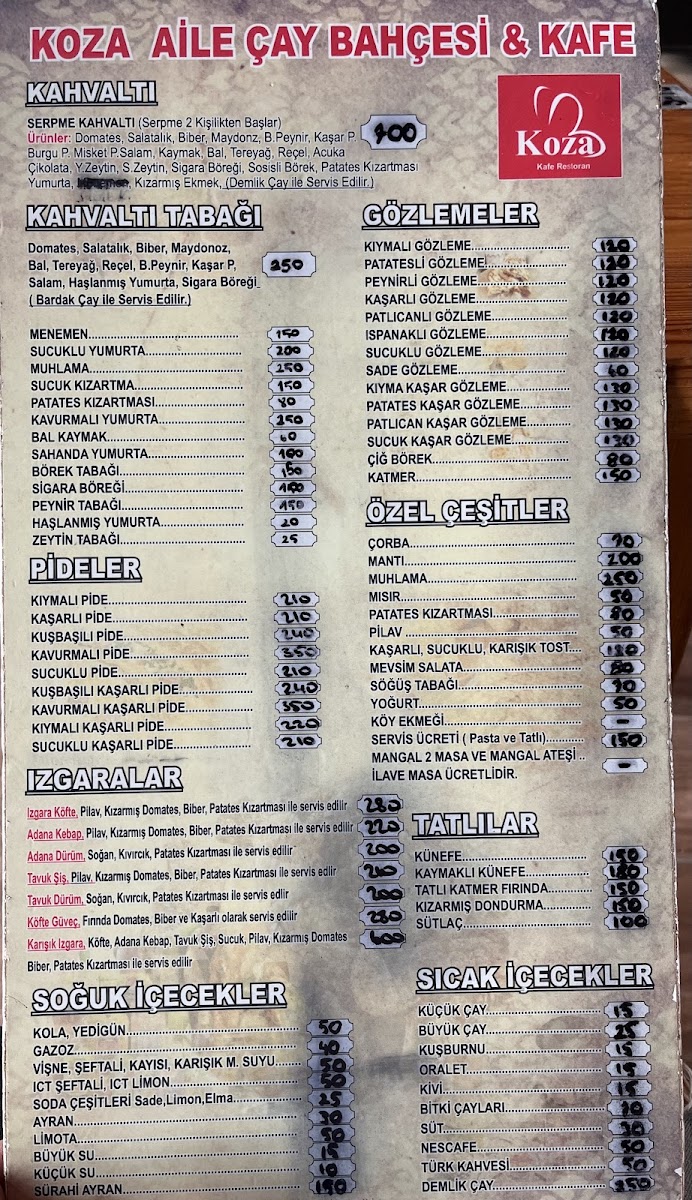 KOZA AİLE ÇAY BAHÇESİ & KAFE
KAHVALTI
SERPME KAHVALTI (Serpme 2 Kişilikten Başlar)
Ürünler: Domates, Salatalık, Biber, Maydonz, B.Peynir, Kaşar P.
Burgu P. Misket P.Salam, Kaymak, Bal, Tereyağ, Reçel, Acuka
Çikolata, Y.Zeytin, S.Zeytin, Sigara Böreği, Sosisli Börek, Patates Kızartması
Yumurta, Kızarmış Ekmek, (Demlik Çay ile Servis Edilir.)
Koza
Kafe Restoran
KAHVALTI TABAĞI
Domates, Salatalık, Biber, Maydonoz,
Bal, Tereyağ, Reçel, B.Peynir, Kaşar P, 250
Salam, Haşlanmış Yumurta, Sigara Böreği
( Bardak Çay ile Servis Edilir.)
MENEMEN 150
SUCUKLU YUMURTA 200
MUHLAMA 250
SUCUK KIZARTMA 150
PATATES KIZARTMASI 80
KAVURMALI YUMURTA 250
BAL KAYMAK 60
SAHANDA YUMURTA 100
BÖREK TABAĞI 150
SİGARA BÖREĞİ 100
PEYNİR TABAĞI 150
HAŞLANMIŞ YUMURTA 20
ZEYTİN TABAĞI 25
PİDELER
KIYMALI PİDE 210
KAŞARLI PİDE 210
KUŞBAŞILI PİDE 240
KAVURMALI PİDE 350
SUCUKLU PİDE 210
KUŞBAŞILI KAŞARLI PİDE 240
KAVURMALI KAŞARLI PİDE 350
KIYMALI KAŞARLI PİDE 220
SUCUKLU KAŞARLI PİDE 210
GÖZLEMELER
KIYMALI GÖZLEME 120
PATATESLİ GÖZLEME 120
PEYNİRLİ GÖZLEME 120
KAŞARLI GÖZLEME 120
PATLICANLI GÖZLEME 120
ISPANAKLI GÖZLEME 120
SUCUKLU GÖZLEME 120
SADE GÖZLEME 60
KIYMA KAŞAR GÖZLEME 130
PATATES KAŞAR GÖZLEME 130
PATLICAN KAŞAR GÖZLEME 130
SUCUK KAŞAR GÖZLEME 130
ÇİĞ BÖREK 80
KATMER 150
ÖZEL ÇEŞİTLER
ÇORBA
MANTI 200
MUHLAMA 250
MISIR 50
PATATES KIZARTMASI 80
PİLAV 50
KAŞARLI, SUCUKLU, KARIŞIK TOST 120
MEVSİM SALATA
SÖĞÜŞ TABAĞI
YOĞURT 50
KÖY EKMEĞİ -
SERVİS ÜCRETİ ( Pasta ve Tatlı) 150
MANGAL 2 MASA VE MANGAL ATEŞİ .. -
İLAVE MASA ÜCRETLİDİR.
IZGARALAR
Izgara Köfte, Pilav, Kızarmış Domates, Biber, Patates Kızartması ile servis edilir 280
Adana Kebap, Pilav, Kızarmış Domates, Biber, Patates Kızartması ile servis edilir 220
Adana Dürüm, Soğan, Kıvırcık, Patates Kızartması ile servis edilir 200
Tavuk Şiş, Pilav, Kızarmış Domates, Biber, Patates Kızartması ile servis edilir
Tavuk Dürüm, Soğan, Kıvırcık, Patates Kızartması ile servis edilir 200
Köfte Güveç, Fırında Domates, Biber ve Kaşarlı olarak servis edilir 280
Karışık Izgara, Köfte, Adana Kebap, Tavuk Şiş, Sucuk, Pilav, Kızarmış Domates 600
Biber, Patates Kızartması ile servis edilir
TATLILAR
KÜNEFE 150
KAYMAKLI KÜNEFE 180
TATLI KATMER FIRINDA 150
KIZARMIŞ DONDURMA 150
SÜTLAÇ 100
SOĞUK İÇECEKLER
KOLA, YEDİGÜN 50
GAZOZ 40
VİŞNE, ŞEFTALİ, KAYISI, KARIŞIK M. SUYU 50
ICT ŞEFTALİ, ICT LİMON 50
SODA ÇEŞİTLERİ Sade,Limon,Elma 25
AYRAN 30
LİMOTA 50
BÜYÜK SU 15
KÜÇÜK SU 10
SÜRAHİ AYRAN 150
SICAK İÇECEKLER
KÜÇÜK ÇAY 15
BÜYÜK ÇAY 25
KUŞBURNU 15
ORALET 15
KİVİ 15
BİTKİ ÇAYLARI
SÜT 30
NESCAFE 50
TÜRK KAHVESİ 50
DEMLİK ÇAY 250